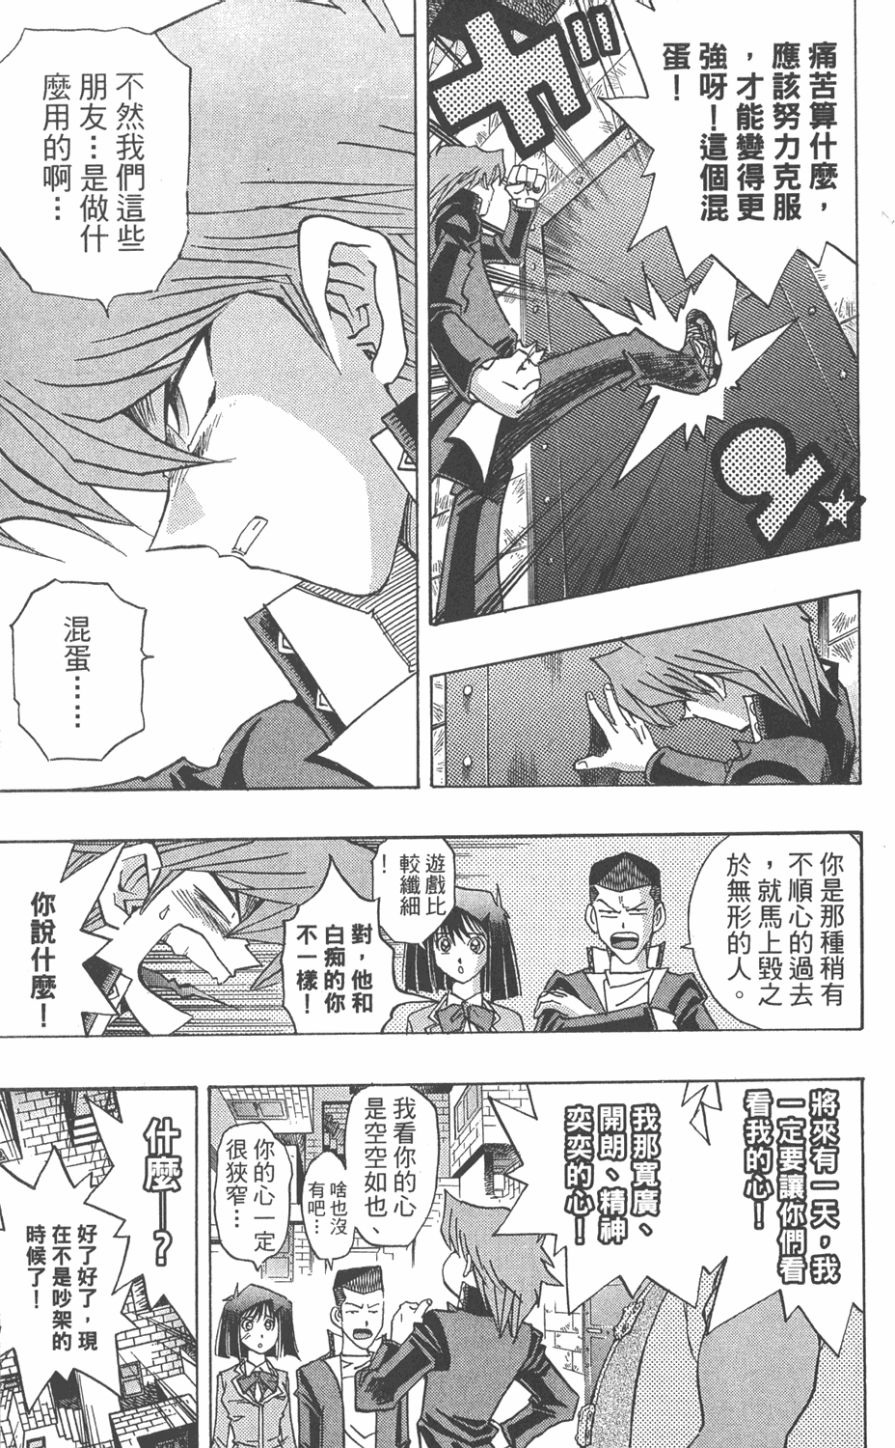 痛苦算什麼，
應該努力克服
，才能變得更
強呀！這個混
蛋！
ガ
ン
不然我們這些
朋友…是做什
麼用的啊…
混蛋……
你是那種稍有
不順心的過去
，就馬上毀之
於無形的人。
遊戲比
較纖細
！
對，他和
白痴的你
不一樣！
你說什麼！
將來有一天，我
一定要讓你們看
看我的心！
我那寬廣、
開朗、精神
奕奕的心！
我看你的心
是空空如也、
啥也沒
有吧…
你的心一定
很狹窄…
什麼—？
好了好了，現
在不是吵架的
時候了！